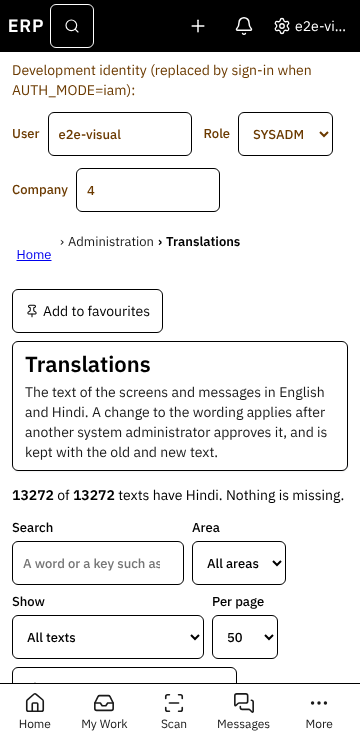 ERP e2e-vi...
Development identity (replaced by sign-in when
AUTH_MODE=iam):
User e2e-visual Role SYSADM
Company 4
Home › Administration › Translations
Add to favourites
Translations
The text of the screens and messages in English
and Hindi. A change to the wording applies after
another system administrator approves it, and is
kept with the old and new text.
13272 of 13272 texts have Hindi. Nothing is missing.
Search Area
A word or a key such as All areas
Show Per page
All texts 50
Home My Work Scan Messages More